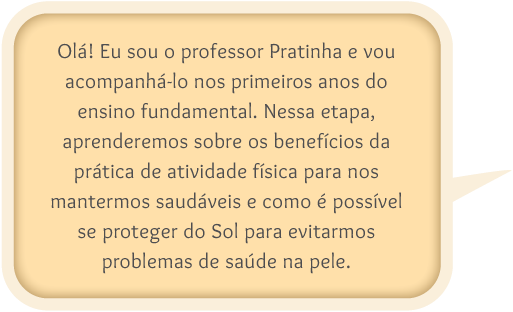 Olá! Eu sou o professor Pratinha e vou
acompanhá-lo nos primeiros anos do
ensino fundamental. Nessa etapa,
aprenderemos sobre os benefícios da
prática de atividade física para nos
mantermos saudáveis e como é possível
se proteger do Sol para evitarmos
problemas de saúde na pele.